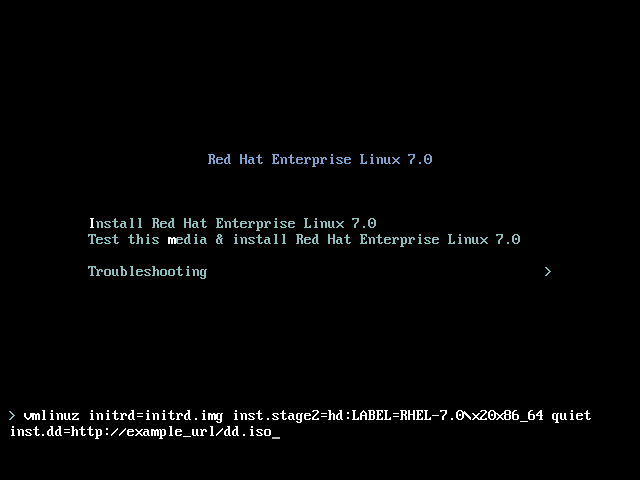 Red Hat Enterprise Linux 7.0
Install Red Hat Enterprise Linux 7.0
Test this media & install Red Hat Enterprise Linux 7.0
Troubleshooting >
> vmlinuz initrd=initrd.img inst.stage2=hd:LABEL=RHEL-7.0\x20x86_64 quiet
inst.dd=http://example_url/dd.iso_